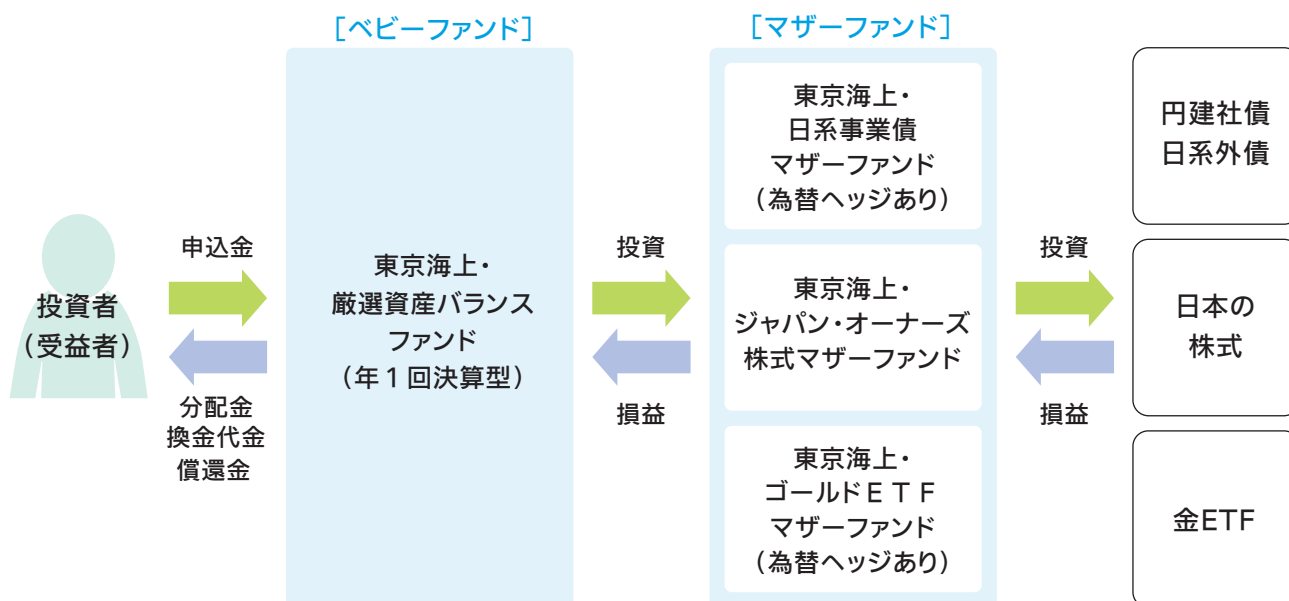 ［ベビーファンド］
［マザーファンド］
投資者
（受益者）
申込金
分配金
換金代金
償還金
東京海上・
厳選資産バランス
ファンド
（年１回決算型）
投資
損益
東京海上・
日系事業債
マザーファンド
（為替ヘッジあり）
東京海上・
ジャパン・オーナーズ
株式マザーファンド
東京海上・
ゴールドＥＴＦ
マザーファンド
（為替ヘッジあり）
投資
損益
円建社債
日系外債
日本の
株式
金ETF